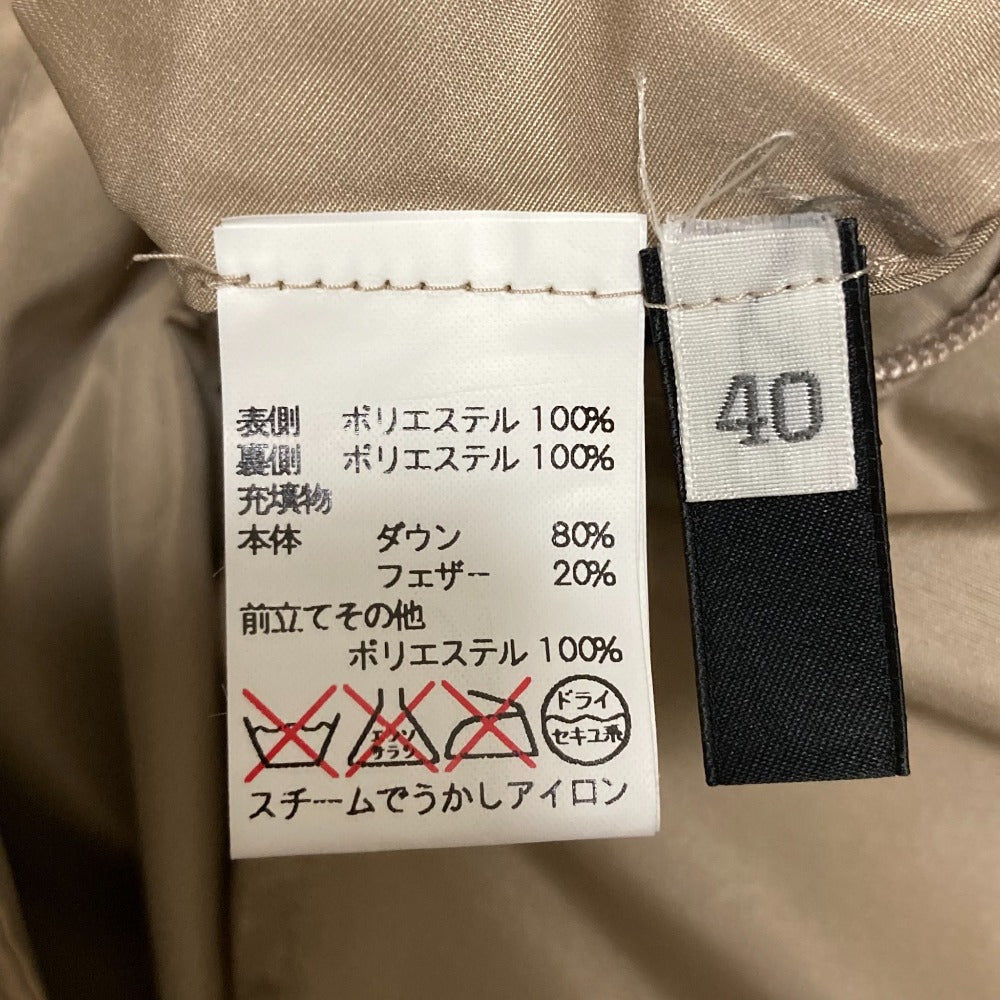 表側 ポリエステル 100%
裏側 ポリエステル 100%
充填物
本体 ダウン 80%
フェザー 20%
前立てその他
ポリエステル 100%
エンソ
サラシ
ドライ
セキユ系
スチームでうかしアイロン
40